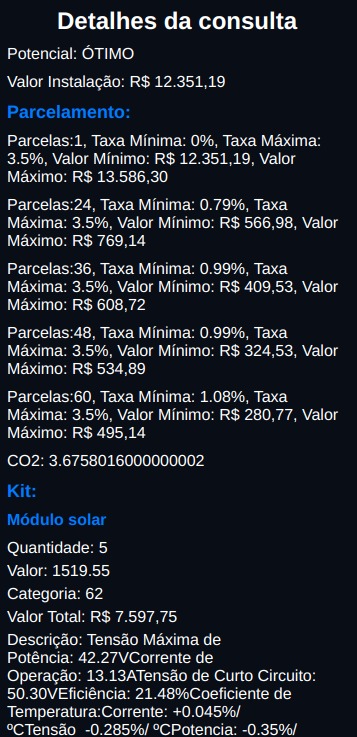 Detalhes da consulta
Potencial: ÓTIMO
Valor Instalação: R$ 12.351,19
Parcelamento:
Parcelas:1, Taxa Mínima: 0%, Taxa Máxima:
3.5%, Valor Mínimo: R$ 12.351,19, Valor
Máximo: R$ 13.586,30
Parcelas:24, Taxa Mínima: 0.79%, Taxa
Máxima: 3.5%, Valor Mínimo: R$ 566,98, Valor
Máximo: R$ 769,14
Parcelas:36, Taxa Mínima: 0.99%, Taxa
Máxima: 3.5%, Valor Mínimo: R$ 409,53, Valor
Máximo: R$ 608,72
Parcelas:48, Taxa Mínima: 0.99%, Taxa
Máxima: 3.5%, Valor Mínimo: R$ 324,53, Valor
Máximo: R$ 534,89
Parcelas:60, Taxa Mínima: 1.08%, Taxa
Máxima: 3.5%, Valor Mínimo: R$ 280,77, Valor
Máximo: R$ 495,14
CO2: 3.6758016000000002
Kit:
Módulo solar
Quantidade: 5
Valor: 1519.55
Categoria: 62
Valor Total: R$ 7.597,75
Descrição: Tensão Máxima de
Potência: 42.27VCorrente de
Operação: 13.13ATensão de Curto Circuito:
50.30VEficiência: 21.48%Coeficiente de
Temperatura:Corrente: +0.045%/
ºCTensão -0.285%/ ºCPotencia: -0.35%/